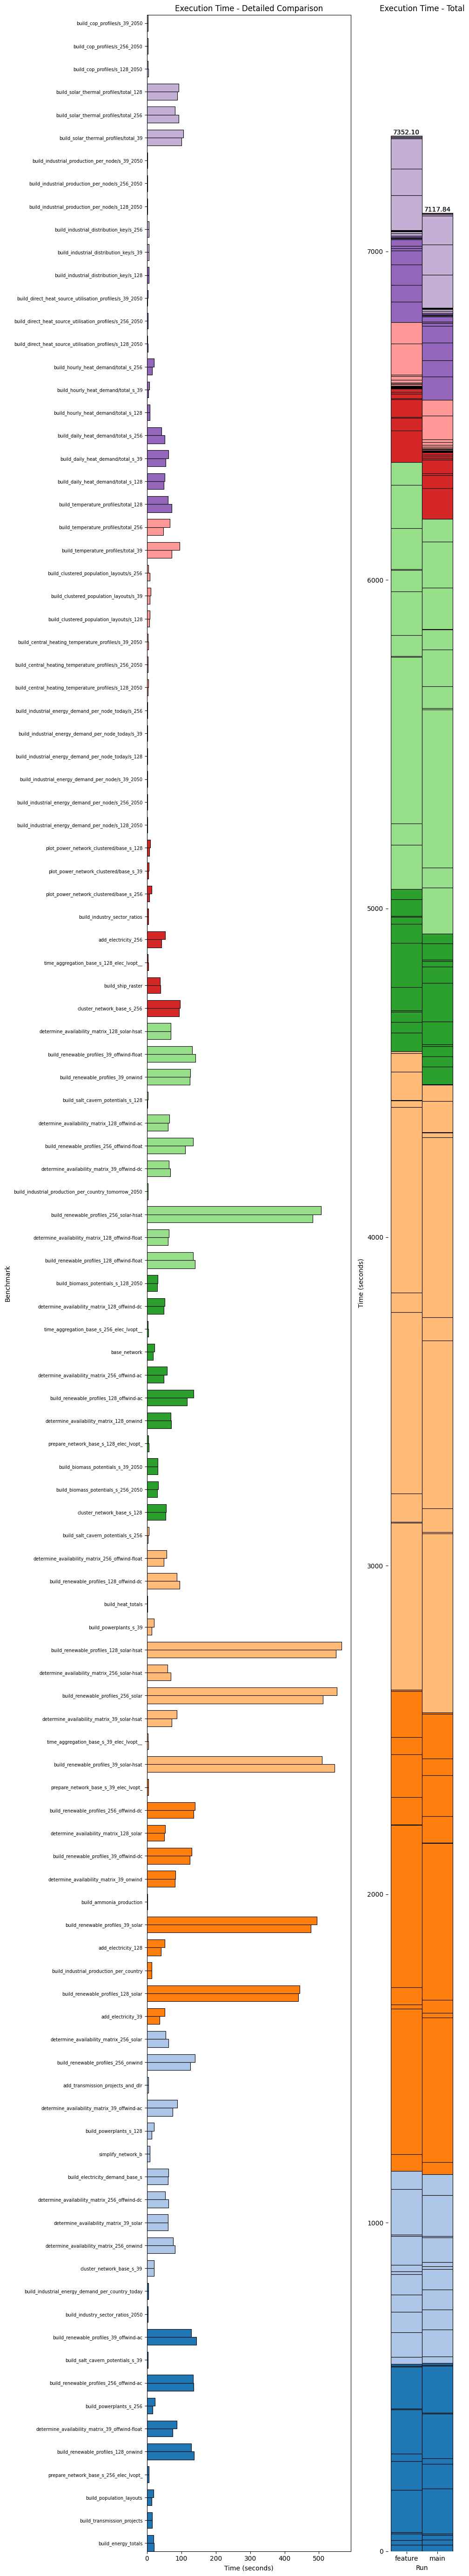 Execution Time - Detailed Comparison
Execution Time - Total
build_cop_profiles/s_39_2050
build_cop_profiles/s_256_2050
build_cop_profiles/s_128_2050
build_solar_thermal_profiles/total_128
build_solar_thermal_profiles/total_256
build_solar_thermal_profiles/total_39
build_industrial_production_per_node/s_39_2050
build_industrial_production_per_node/s_256_2050
build_industrial_production_per_node/s_128_2050
build_industrial_distribution_key/s_256
build_industrial_distribution_key/s_39
build_industrial_distribution_key/s_128
build_direct_heat_source_utilisation_profiles/s_39_2050
build_direct_heat_source_utilisation_profiles/s_256_2050
build_direct_heat_source_utilisation_profiles/s_128_2050
build_hourly_heat_demand/total_s_256
build_hourly_heat_demand/total_s_39
build_hourly_heat_demand/total_s_128
build_daily_heat_demand/total_s_256
build_daily_heat_demand/total_s_39
build_daily_heat_demand/total_s_128
build_temperature_profiles/total_128
build_temperature_profiles/total_256
build_temperature_profiles/total_39
build_clustered_population_layouts/s_256
build_clustered_population_layouts/s_39
build_clustered_population_layouts/s_128
build_central_heating_temperature_profiles/s_39_2050
build_central_heating_temperature_profiles/s_256_2050
build_central_heating_temperature_profiles/s_128_2050
build_industrial_energy_demand_per_node_today/s_256
build_industrial_energy_demand_per_node_today/s_39
build_industrial_energy_demand_per_node_today/s_128
build_industrial_energy_demand_per_node/s_39_2050
build_industrial_energy_demand_per_node/s_256_2050
build_industrial_energy_demand_per_node/s_128_2050
plot_power_network_clustered/base_s_128
plot_power_network_clustered/base_s_39
plot_power_network_clustered/base_s_256
build_industry_sector_ratios
add_electricity_256
time_aggregation_base_s_128_elec_lvopt__
build_ship_raster
cluster_network_base_s_256
determine_availability_matrix_128_solar-hsat
build_renewable_profiles_39_offwind-float
build_renewable_profiles_39_onwind
build_salt_cavern_potentials_s_128
determine_availability_matrix_128_offwind-ac
build_renewable_profiles_256_offwind-float
determine_availability_matrix_39_offwind-dc
build_industrial_production_per_country_tomorrow_2050
build_renewable_profiles_256_solar-hsat
determine_availability_matrix_128_offwind-float
build_renewable_profiles_128_offwind-float
build_biomass_potentials_s_128_2050
determine_availability_matrix_128_offwind-dc
time_aggregation_base_s_256_elec_lvopt__
base_network
determine_availability_matrix_256_offwind-ac
build_renewable_profiles_128_offwind-ac
determine_availability_matrix_128_onwind
prepare_network_base_s_128_elec_lvopt_
build_biomass_potentials_s_39_2050
build_biomass_potentials_s_256_2050
cluster_network_base_s_128
build_salt_cavern_potentials_s_256
determine_availability_matrix_256_offwind-float
build_renewable_profiles_128_offwind-dc
build_heat_totals
build_powerplants_s_39
build_renewable_profiles_128_solar-hsat
determine_availability_matrix_256_solar-hsat
build_renewable_profiles_256_solar
determine_availability_matrix_39_solar-hsat
time_aggregation_base_s_39_elec_lvopt__
build_renewable_profiles_39_solar-hsat
prepare_network_base_s_39_elec_lvopt_
build_renewable_profiles_256_offwind-dc
determine_availability_matrix_128_solar
build_renewable_profiles_39_offwind-dc
determine_availability_matrix_39_onwind
build_ammonia_production
build_renewable_profiles_39_solar
add_electricity_128
build_industrial_production_per_country
build_renewable_profiles_128_solar
add_electricity_39
determine_availability_matrix_256_solar
build_renewable_profiles_256_onwind
add_transmission_projects_and_dlr
determine_availability_matrix_39_offwind-ac
build_powerplants_s_128
simplify_network_b
build_electricity_demand_base_s
determine_availability_matrix_256_offwind-dc
determine_availability_matrix_39_solar
determine_availability_matrix_256_onwind
cluster_network_base_s_39
build_industrial_energy_demand_per_country_today
build_industry_sector_ratios_2050
build_renewable_profiles_39_offwind-ac
build_salt_cavern_potentials_s_39
build_renewable_profiles_256_offwind-ac
build_powerplants_s_256
determine_availability_matrix_39_offwind-float
build_renewable_profiles_128_onwind
prepare_network_base_s_256_elec_lvopt_
build_population_layouts
build_transmission_projects
build_energy_totals
Benchmark
0
100
200
300
400
500
Time (seconds)
7352.10
7117.84
7000
6000
5000
4000
3000
2000
1000
0
Time (seconds)
feature
main
Run